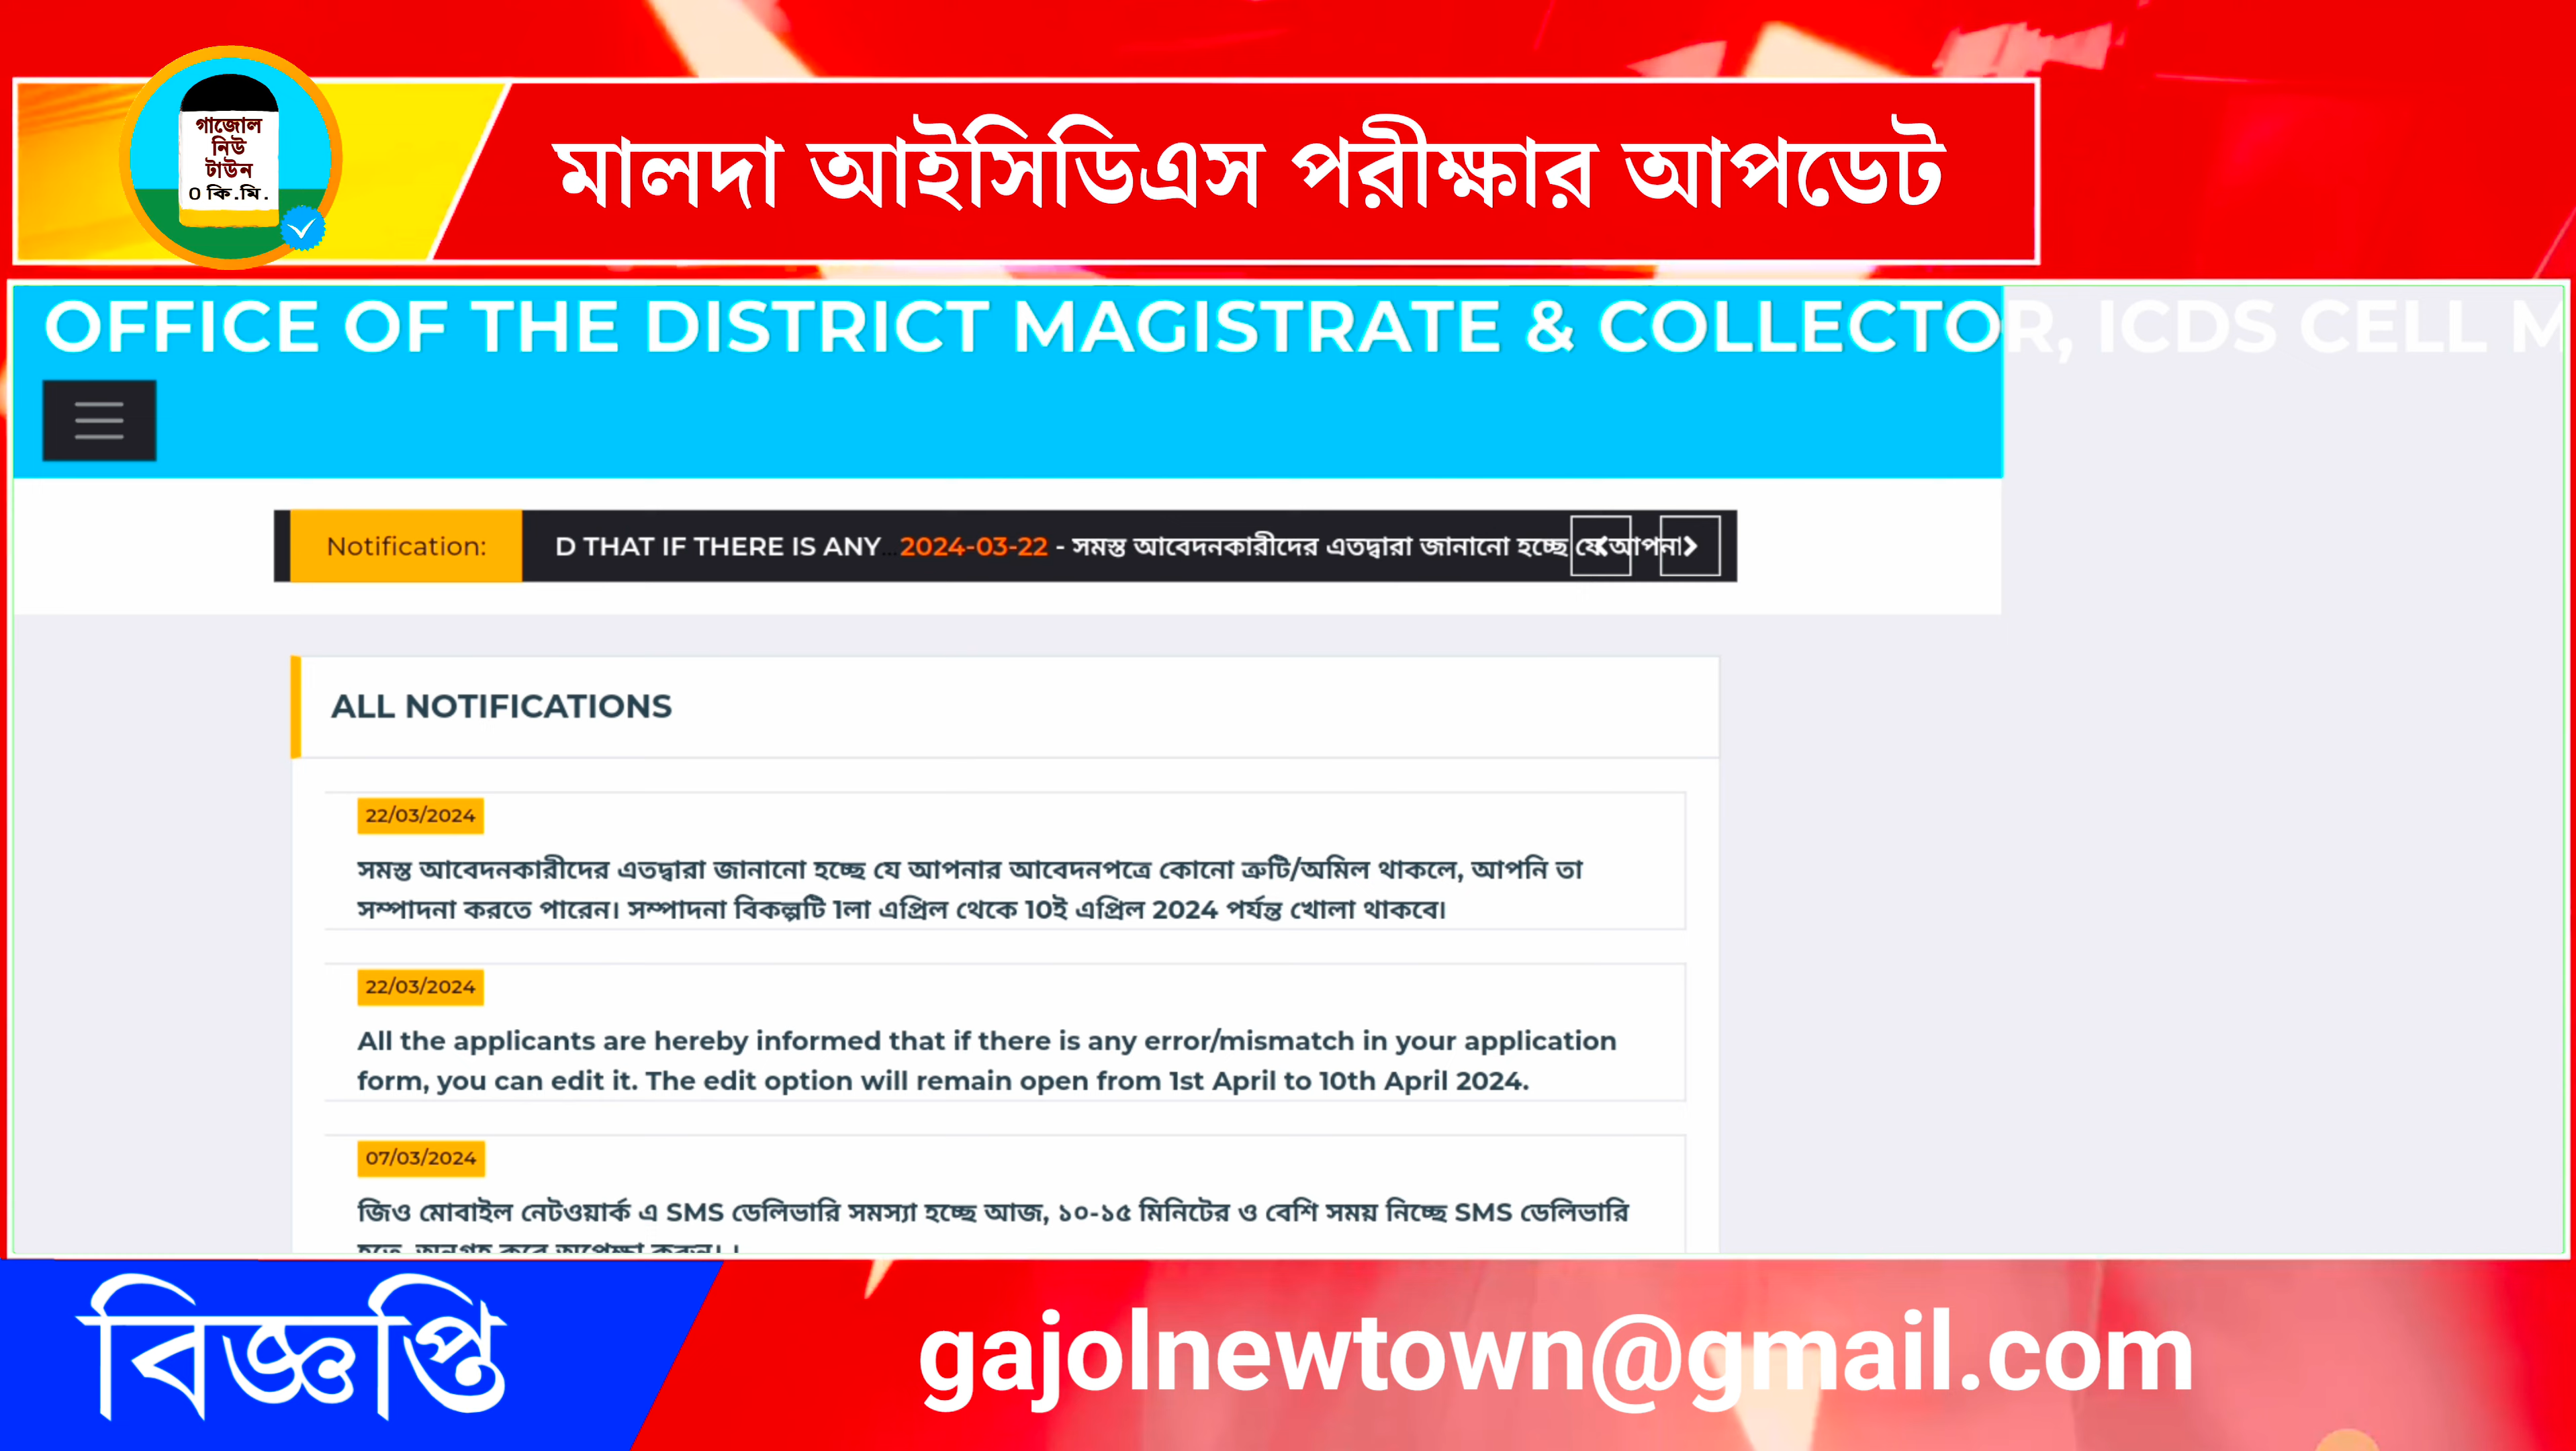 গাজোল
নিউ
টাউন
০ কি.মি.
মালদা আইসিডিএস পরীক্ষার আপডেট
OFFICE OF THE DISTRICT MAGISTRATE & COLLECTOR, ICDS CELL M
Notification: D THAT IF THERE IS ANY...2024-03-22 - সমস্ত আবেদনকারীদের এতদ্বারা জানানো হচ্ছে যে আপনা
ALL NOTIFICATIONS
22/03/2024
সমস্ত আবেদনকারীদের এতদ্বারা জানানো হচ্ছে যে আপনার আবেদনপত্রে কোনো ত্রুটি/অমিল থাকলে, আপনি তা
সম্পাদনা করতে পারেন। সম্পাদনা বিকল্পটি 1লা এপ্রিল থেকে 10ই এপ্রিল 2024 পর্যন্ত খোলা থাকবে।
22/03/2024
All the applicants are hereby informed that if there is any error/mismatch in your application
form, you can edit it. The edit option will remain open from 1st April to 10th April 2024.
07/03/2024
জিও মোবাইল নেটওয়ার্ক এ SMS ডেলিভারি সমস্যা হচ্ছে আজ, ১০-১৫ মিনিটের ও বেশি সময় নিচ্ছে SMS ডেলিভারি
হতে, অনুগ্রহ করে অপেক্ষা করুন।।
বিজ্ঞপ্তি
gajolnewtown@gmail.com